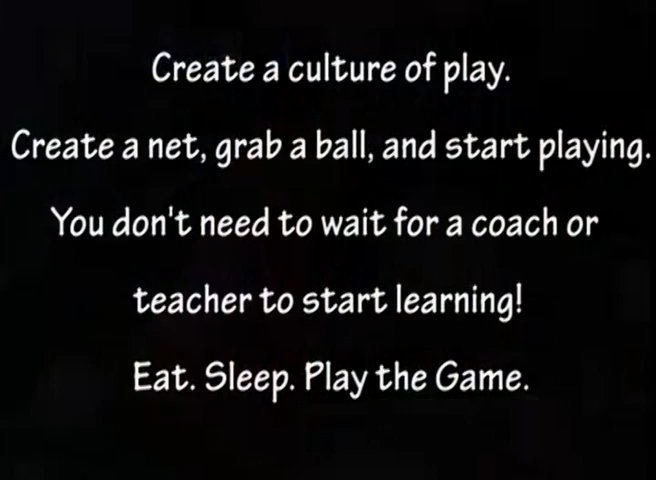 Create a culture of play.
Create a net, grab a ball, and start playing.
You don't need to wait for a coach or
teacher to start learning!
Eat. Sleep. Play the Game.